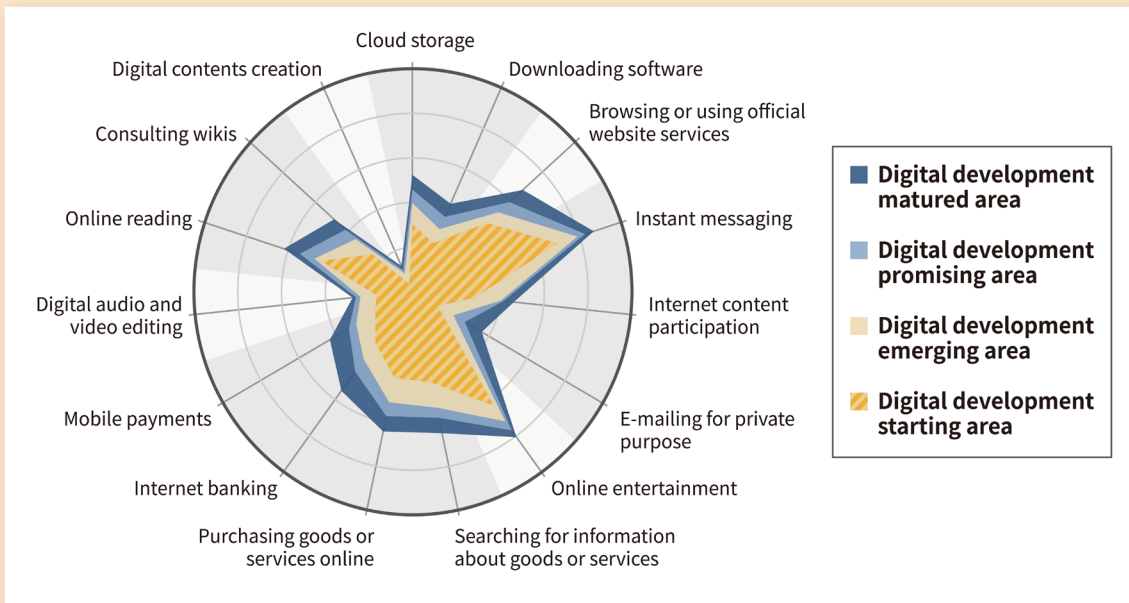 Cloud storage
Digital contents creation
Downloading software
Browsing or using official
website services
Consulting wikis
Online reading
Instant messaging
Digital audio and
video editing
Internet content
participation
Mobile payments
E-mailing for private
purpose
Internet banking
Online entertainment
Purchasing goods or
services online
Searching for information
about goods or services
Digital development
matured area
Digital development
promising area
Digital development
emerging area
Digital development
starting area